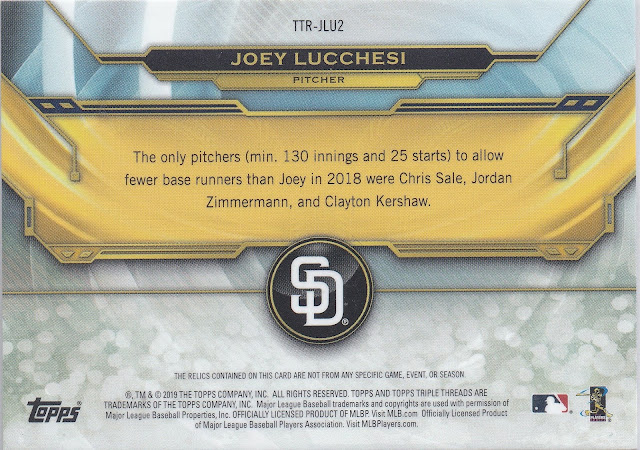 TTR-JLU2
JOEY LUCCHESI
PITCHER
The only pitchers (min. 130 innings and 25 starts) to allow
fewer base runners than Joey in 2018 were Chris Sale, Jordan
Zimmermann, and Clayton Kershaw.
SD®
THE RELICS CONTAINED ON THIS CARD ARE NOT FROM ANY SPECIFIC GAME, EVENT, OR SEASON.
®, TM & © 2019 THE TOPPS COMPANY, INC. ALL RIGHTS RESERVED. TOPPS AND TOPPS TRIPLE THREADS ARE
TRADEMARKS OF THE TOPPS COMPANY, INC. Major League Baseball trademarks and copyrights are used with permission of
Major League Baseball Properties, Inc. OFFICIALLY LICENSED PRODUCT OF MLBP. Visit MLB.com Officially Licensed Product
of Major League Baseball Players Association. Visit MLBPlayers.com.
TOPPS